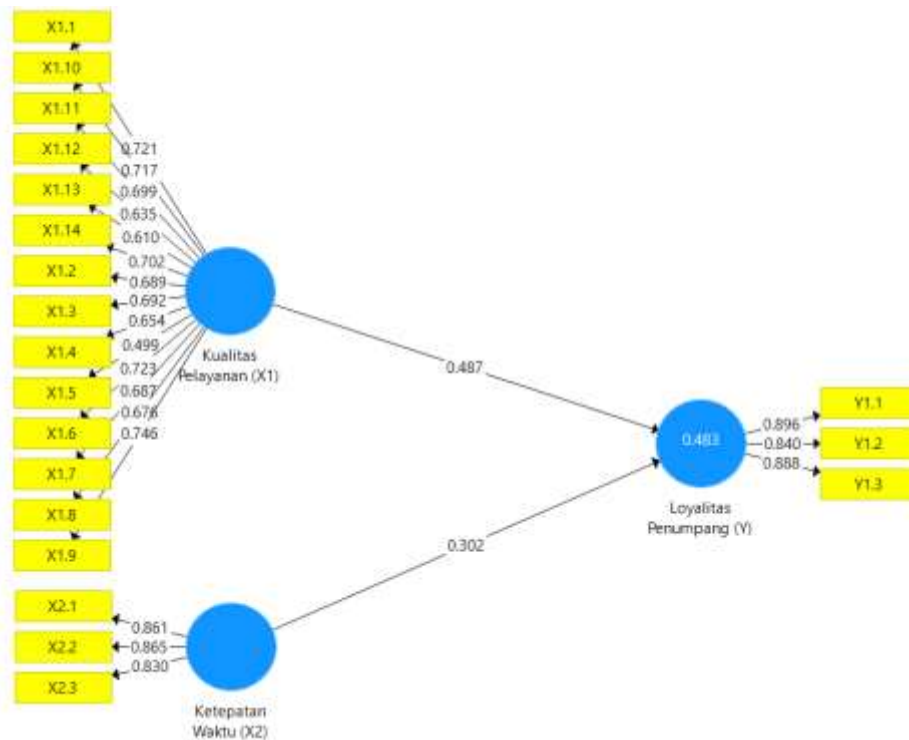 X1.1
X1.10
X1.11
X1.12
X1.13
X1.14
X1.2
X1.3
X1.4
X1.5
X1.6
X1.7
X1.8
X1.9
0.721
0.717
0.699
0.635
0.610
0.702
0.689
0.692
0.654
0.499
0.723
0.687
0.676
0.746
Kualitas
Pelayanan (X1)
0.487
0.483
Loyalitas
Penumpang (Y)
0.896
0.840
0.888
Y1.1
Y1.2
Y1.3
0.302
X2.1
X2.2
X2.3
0.861
0.865
0.830
Ketepatan
Waktu (X2)